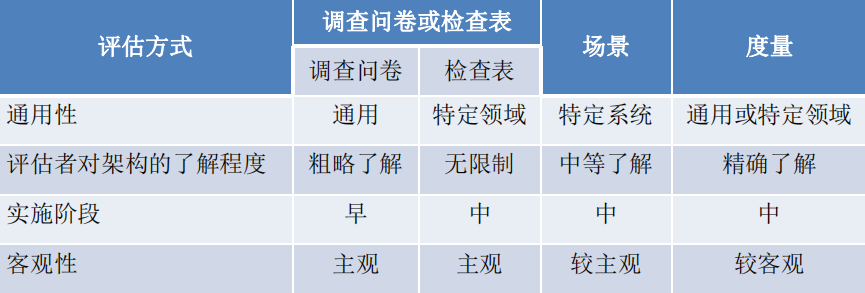 评估方式 调查问卷或检查表 场景 度量
调查问卷 检查表
通用性 通用 特定领域 特定系统 通用或特定领域
评估者对架构的了解程度 粗略了解 无限制 中等了解 精确了解
实施阶段 早 中 中 中
客观性 主观 主观 较主观 较客观